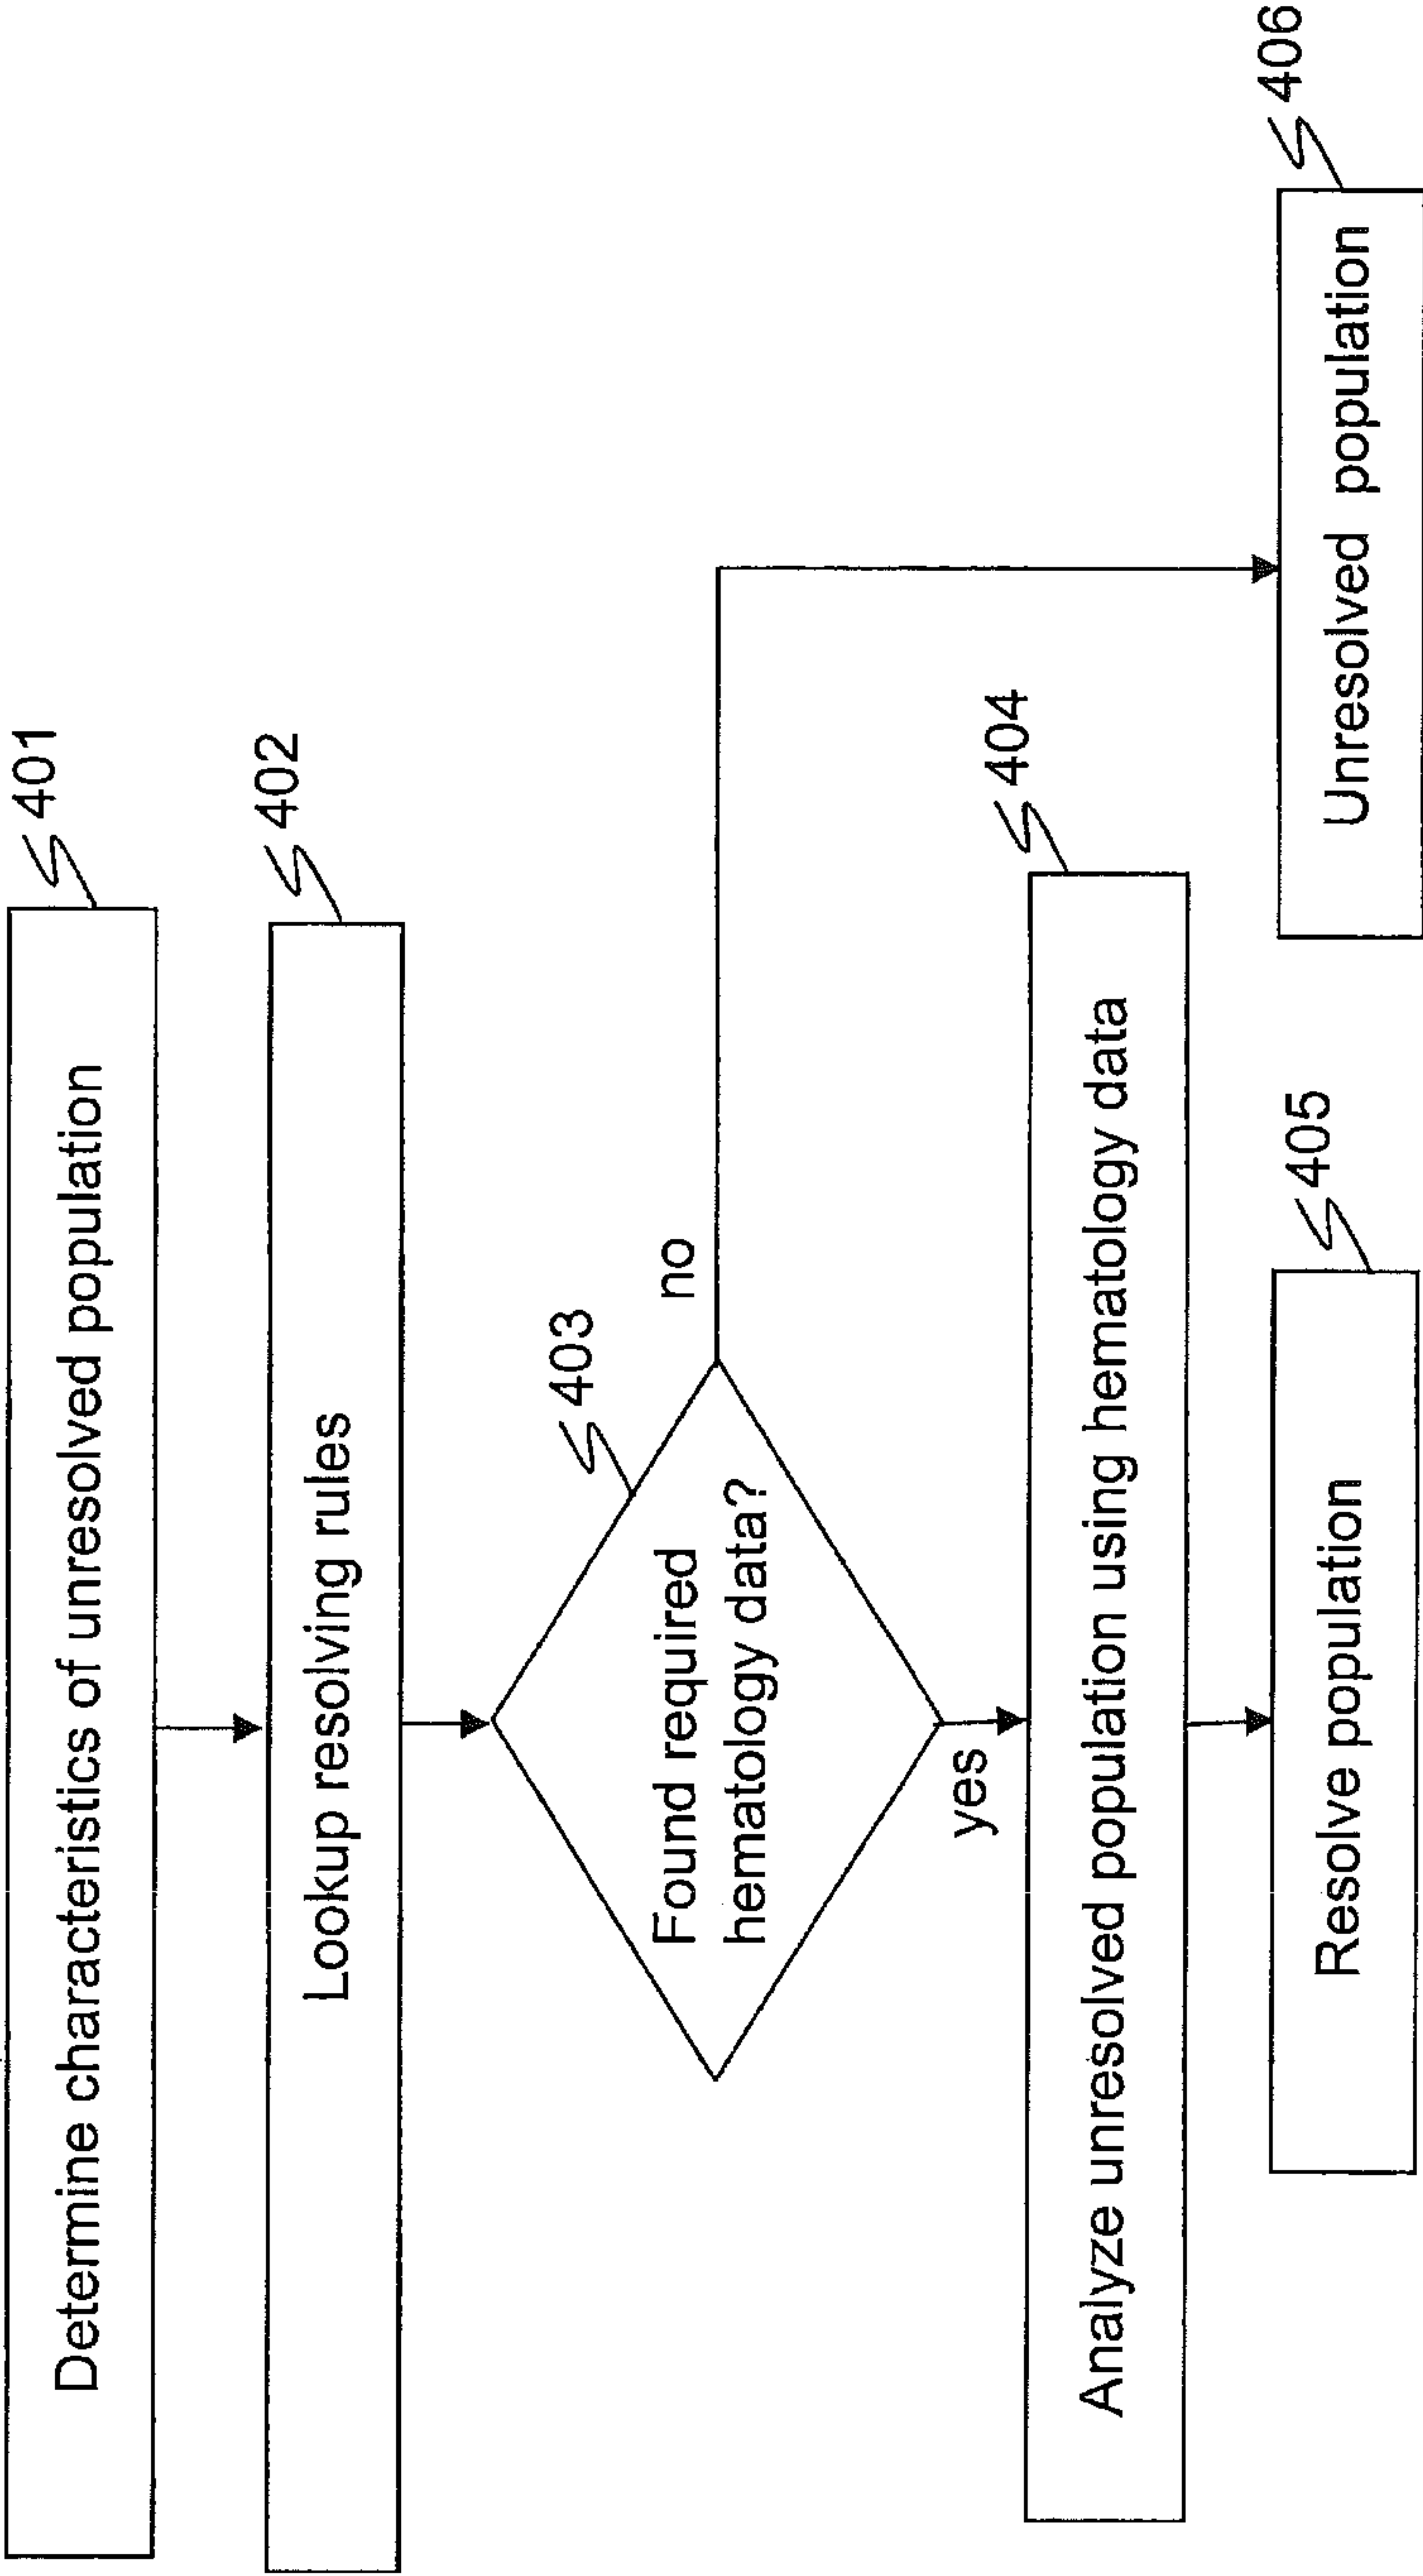 401
Determine characteristics of unresolved population
402
Lookup resolving rules
403
Found required
hematology data?
no
yes
404
Analyze unresolved population using hematology data
405
Resolve population
406
Unresolved population